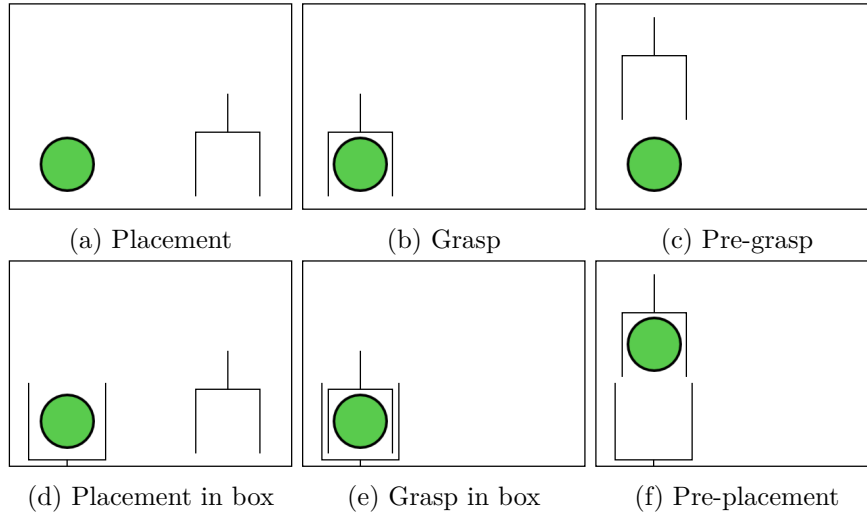 (a) Placement
(b) Grasp
(c) Pre-grasp
(d) Placement in box
(e) Grasp in box
(f) Pre-placement